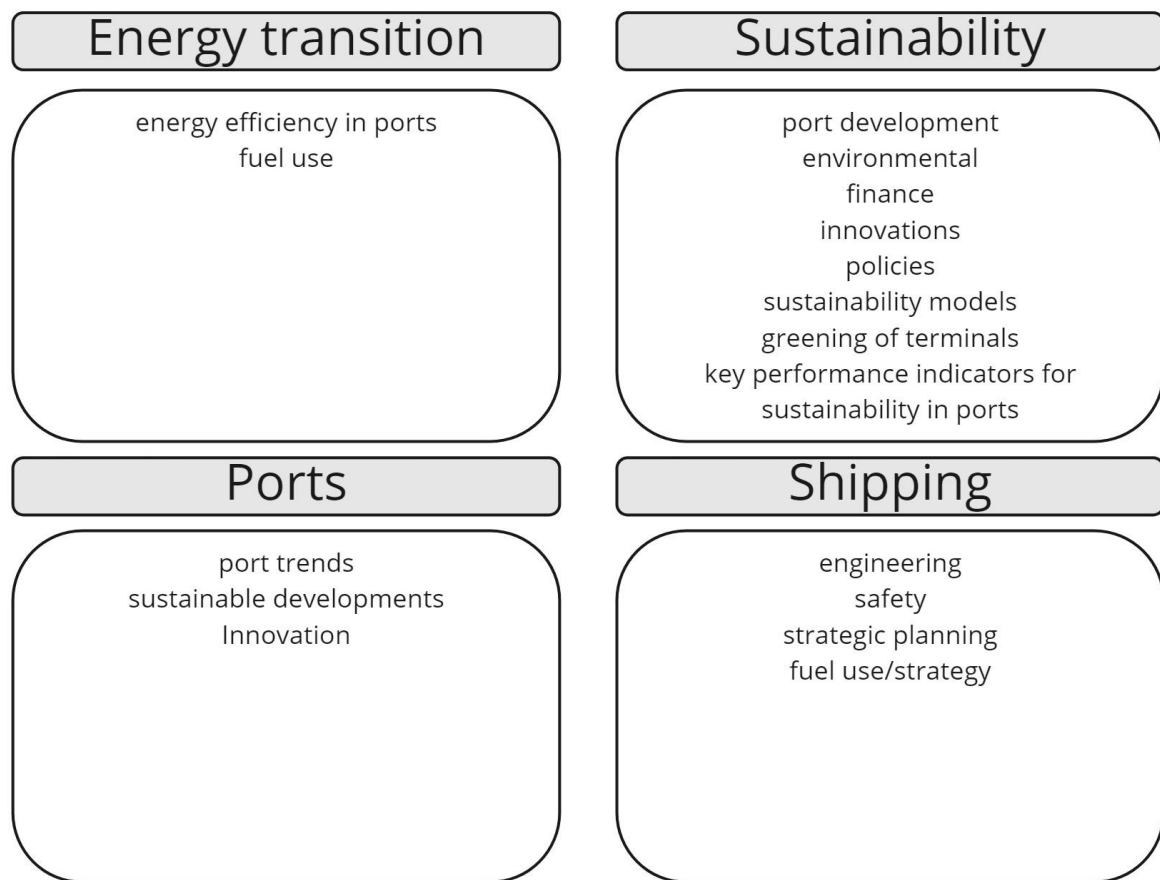 Energy transition
energy efficiency in ports
fuel use
Sustainability
port development
environmental
finance
innovations
policies
sustainability models
greening of terminals
key performance indicators for
sustainability in ports
Ports
port trends
sustainable developments
Innovation
Shipping
engineering
safety
strategic planning
fuel use/strategy